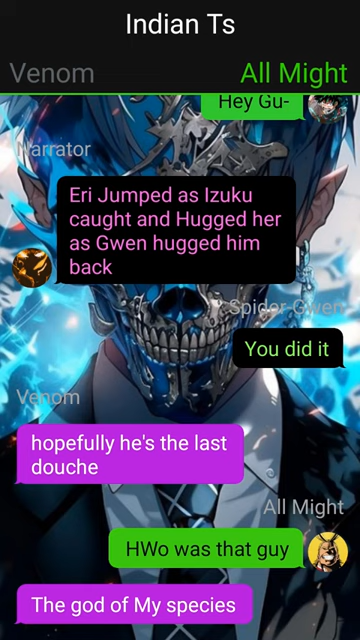 Indian Ts
Venom
All Might
Hey Gu-
Narrator
Eri Jumped as Izuku
caught and Hugged her
as Gwen hugged him
back
Spider Gwen
You did it
Venom
hopefully he's the last
douche
All Might
HWo was that guy
The god of My species